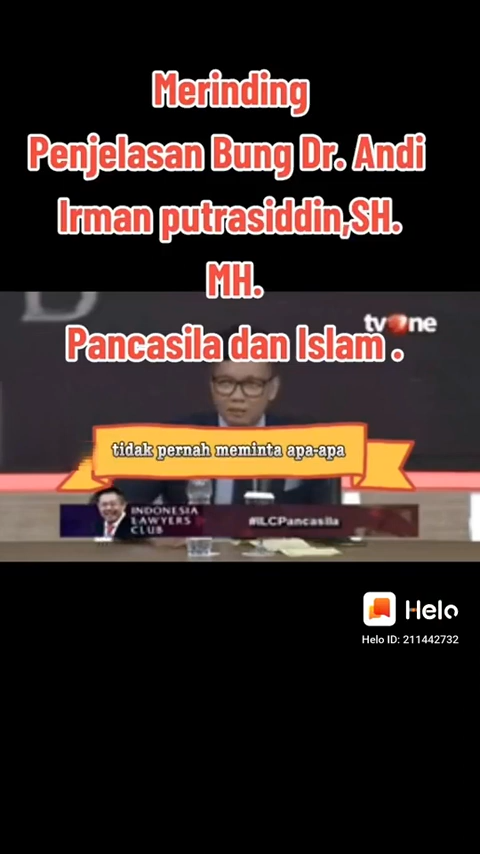 Merinding
Penjelasan Bung Dr. Andi
Irman putrasiddin,SH.
MH.
tvOne
Pancasila dan Islam .
tidak pernah meminta apa-apa
INDONESIA
LAWYERS
CLUB
#ILCPancasila
Helo
Helo ID: 211442732